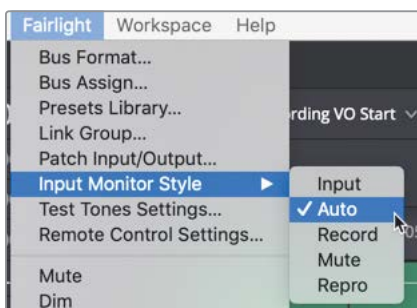 Fairlight Workspace Help
Bus Format...
Bus Assign...
Presets Library...
rding VO Start
Link Group...
Patch Input/Output...
Input Monitor Style
Input
Test Tones Settings...
✓ Auto
Remote Control Settings...
Record
Mute
Mute
Dim
Repro